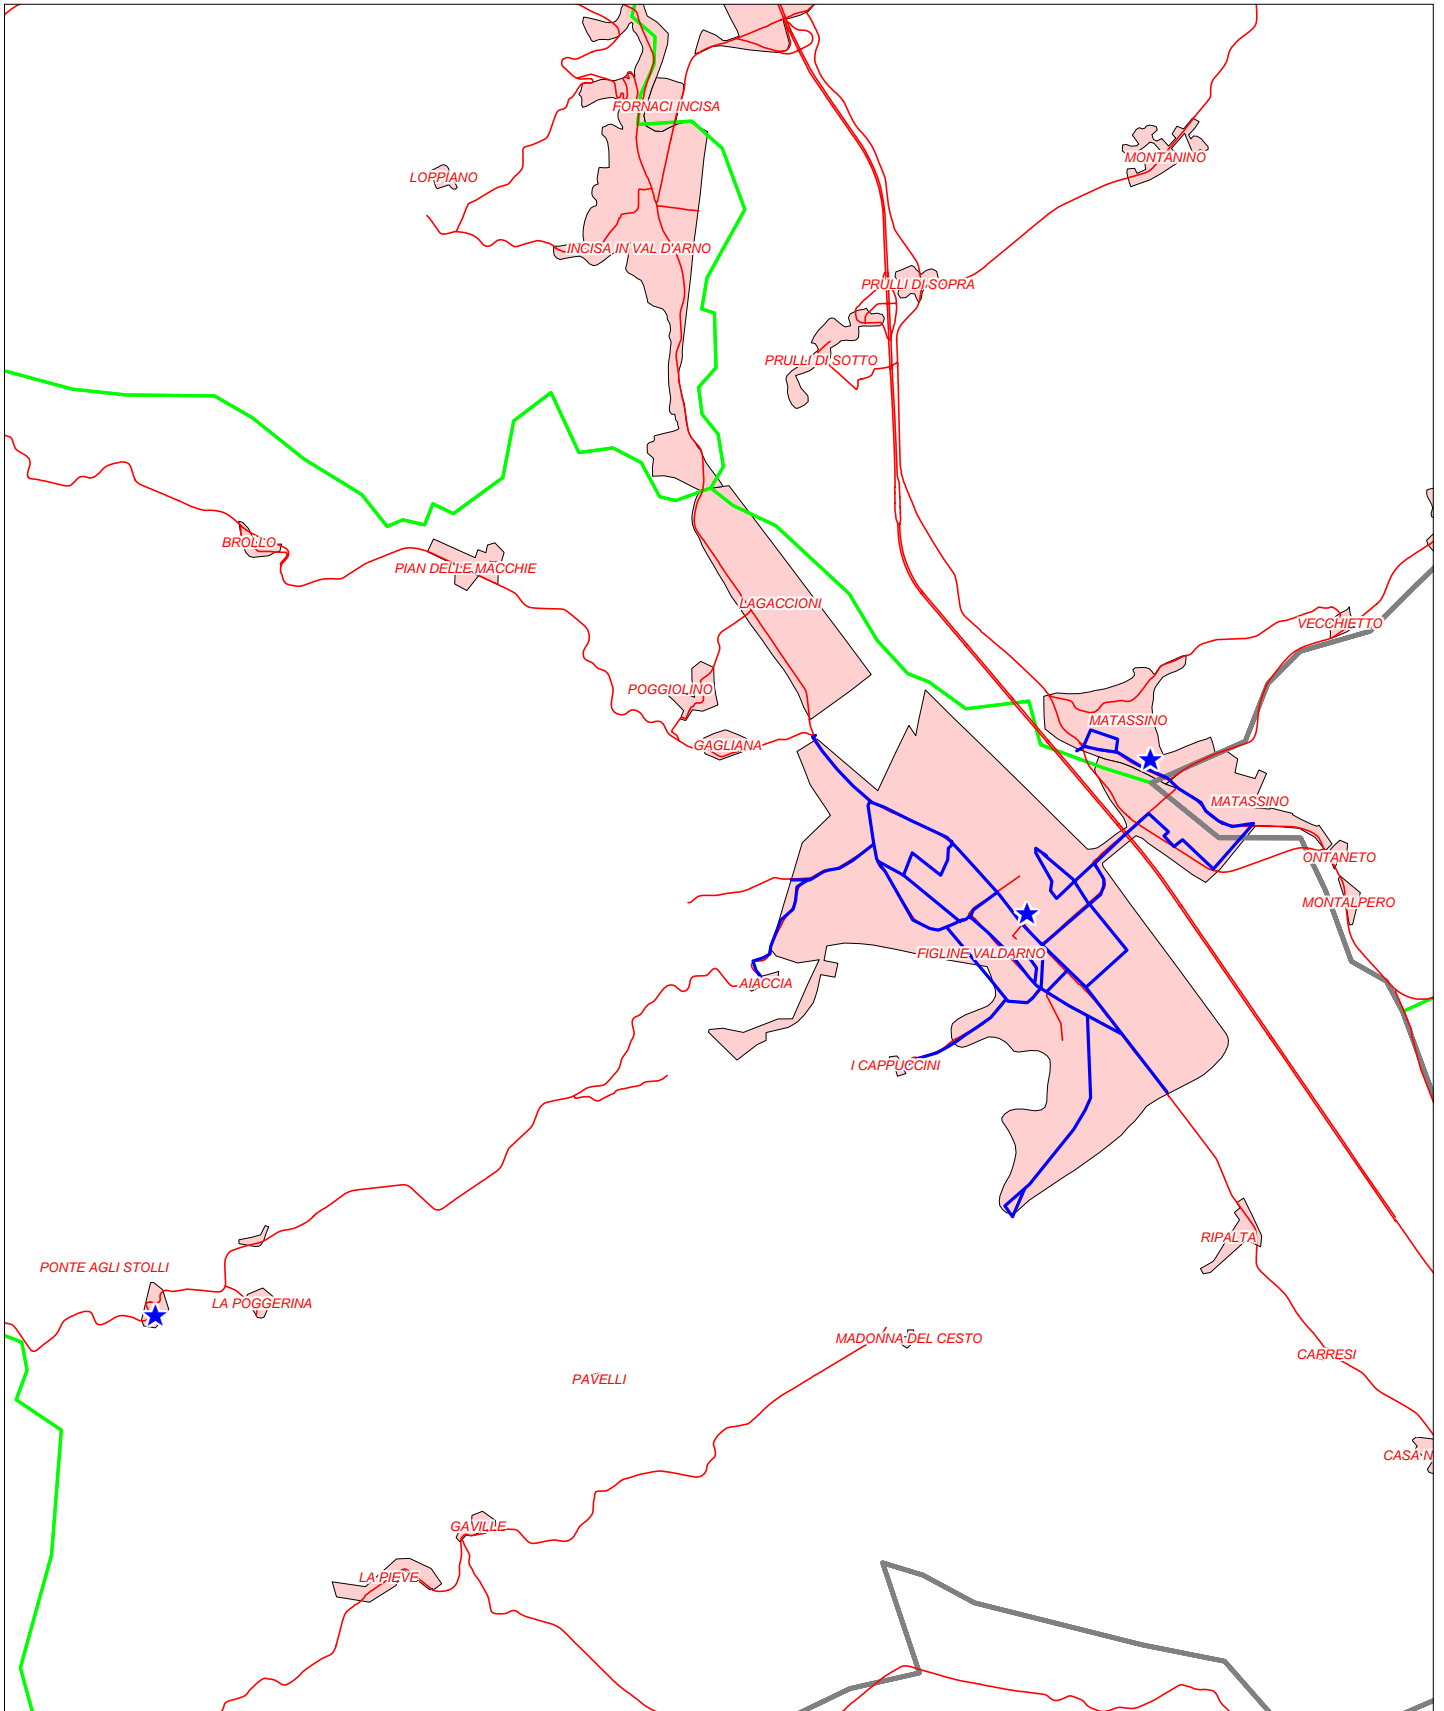 FORNACI INCISA
MONTANINO
LOPPIANO
INCISA IN VAL D'ARNO
PRULLI DI SOPRA
PRULLI DI SOTTO
BROLLO
PIAN DELLE MACCHIE
LAGACCIONI
VECCHIETTO
POGGIOLINO
MATASSINO
GAGLIANA
MATASSINO
ONTANETO
MONTALPERO
FIGLINE VALDARNO
AIACCIA
I CAPPUCCINI
RIPALTA
PONTE AGLI STOLLI
LA POGGERINA
MADONNA DEL CESTO
CARRESI
PAVELLI
CASA N
GAVILLE
LA PIEVE